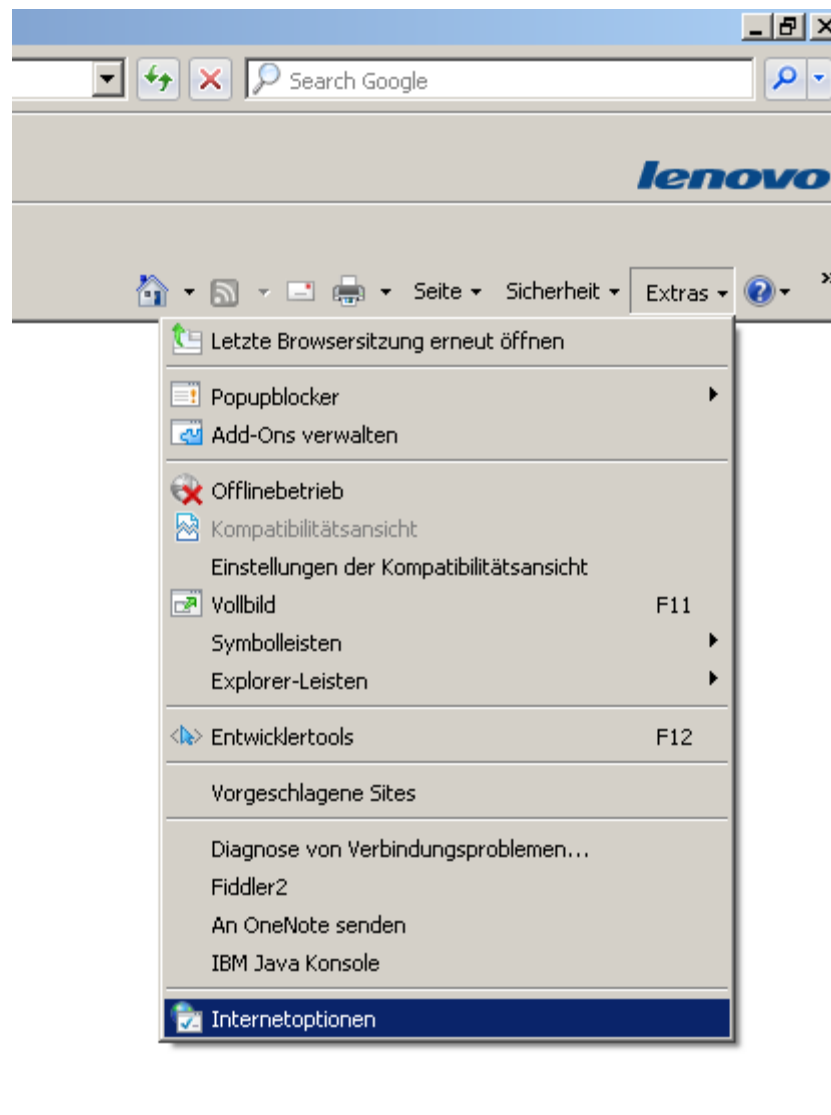 Search Google
lenovo
Seite Sicherheit Extras
Letzte Browsersitzung erneut öffnen
Popupblocker
Add-Ons verwalten
Offlinebetrieb
Kompatibilitätsansicht
Einstellungen der Kompatibilitätsansicht
Vollbild F11
Symbolleisten
Explorer-Leisten
Entwicklertools F12
Vorgeschlagene Sites
Diagnose von Verbindungsproblemen...
Fiddler2
An OneNote senden
IBM Java Konsole
Internetoptionen